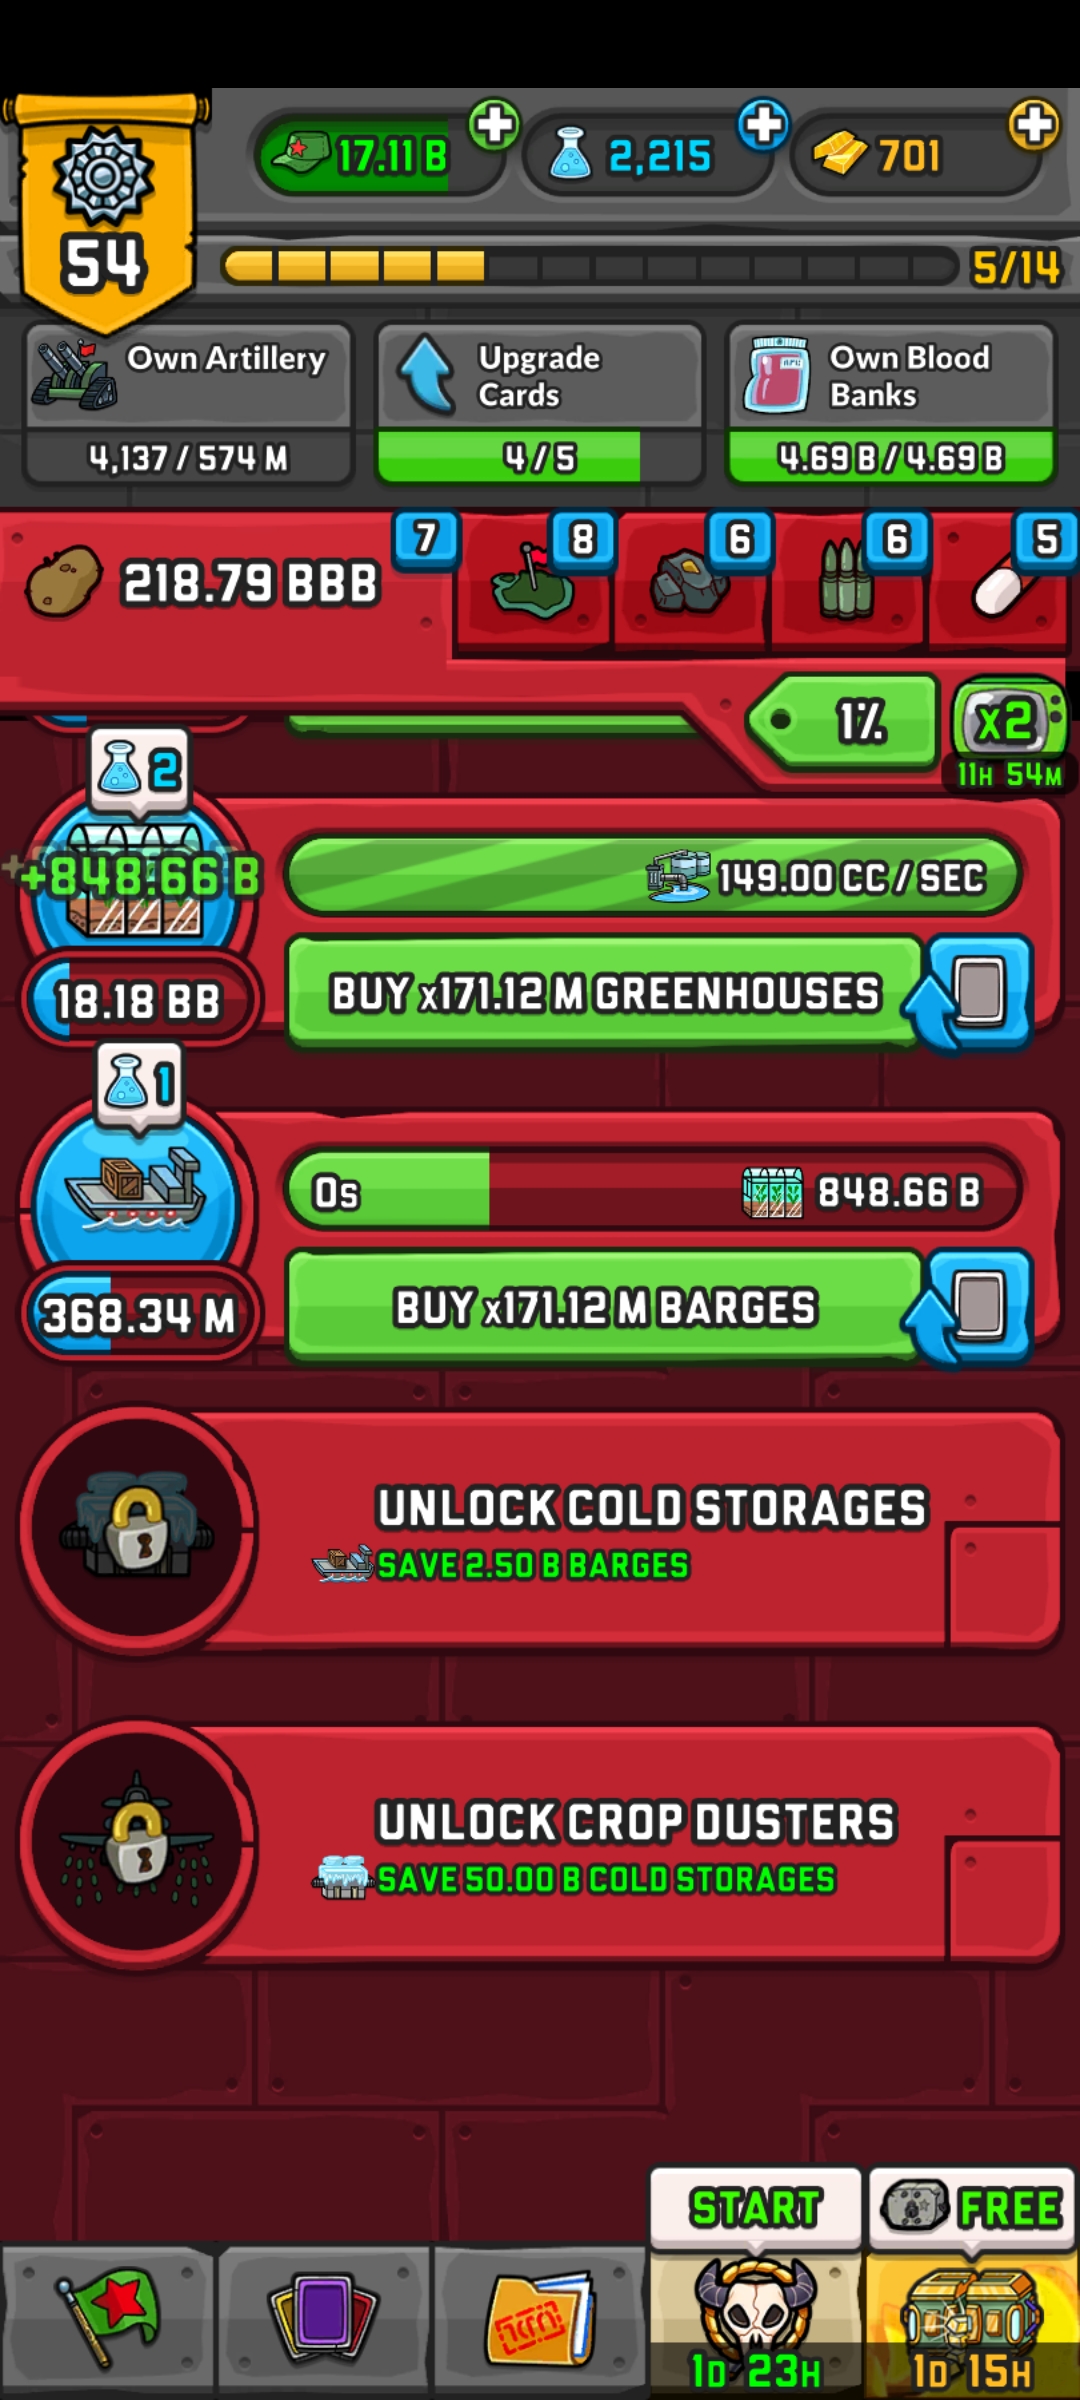 54
17.11 B
2,215
701
5/14
Own Artillery
4,137 / 574 M
Upgrade
Cards
4 / 5
Own Blood
Banks
4.69 B / 4.69 B
218.79 BBB
7
8
6
6
5
1%
x2
11H 54M
2
+848.66 B
149.00 CC / SEC
18.18 BB
BUY x171.12 M GREENHOUSES
1
0s
848.66 B
368.34 M
BUY x171.12 M BARGES
UNLOCK COLD STORAGES
SAVE 2.50 B BARGES
UNLOCK CROP DUSTERS
SAVE 50.00 B COLD STORAGES
START
FREE
1D 23H
1D 15H